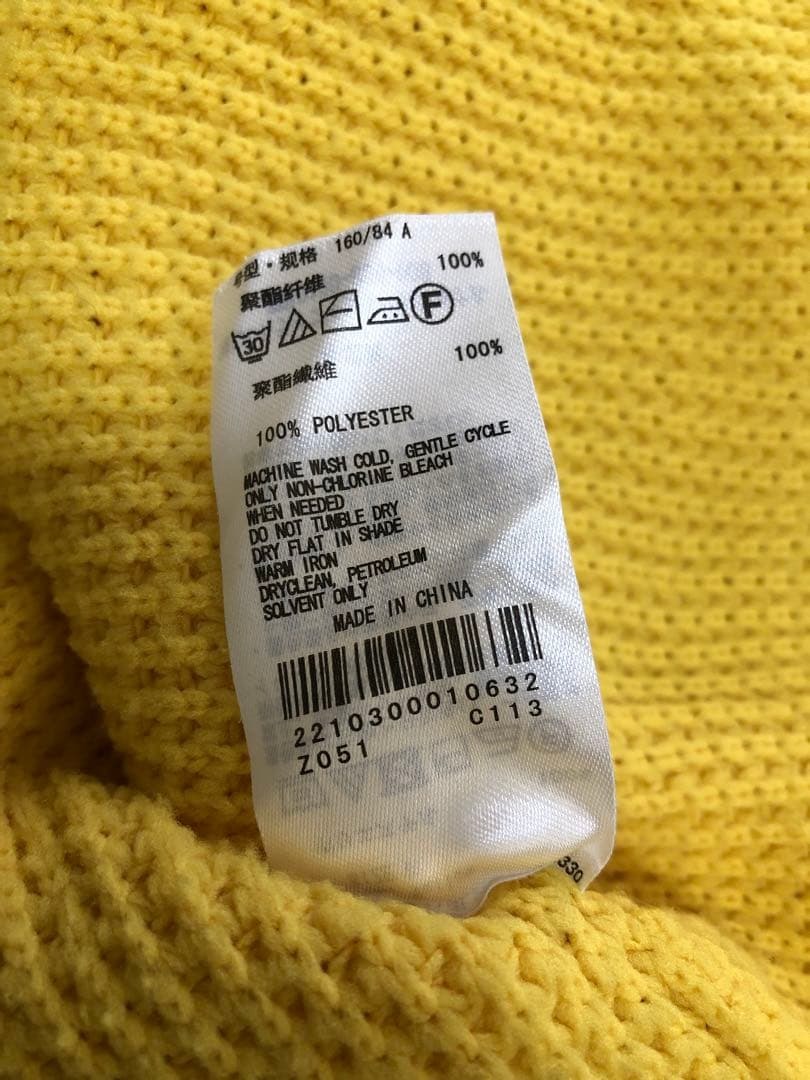 号型·规格 160/84 A
聚酯纤维 100%
30 F
聚酯纖維 100%
100% POLYESTER
MACHINE WASH COLD, GENTLE CYCLE
ONLY NON-CHLORINE BLEACH
WHEN NEEDED
DO NOT TUMBLE DRY
DRY FLAT IN SHADE
WARM IRON
DRYCLEAN, PETROLEUM
SOLVENT ONLY
MADE IN CHINA
2210300010632
Z051 C113
330